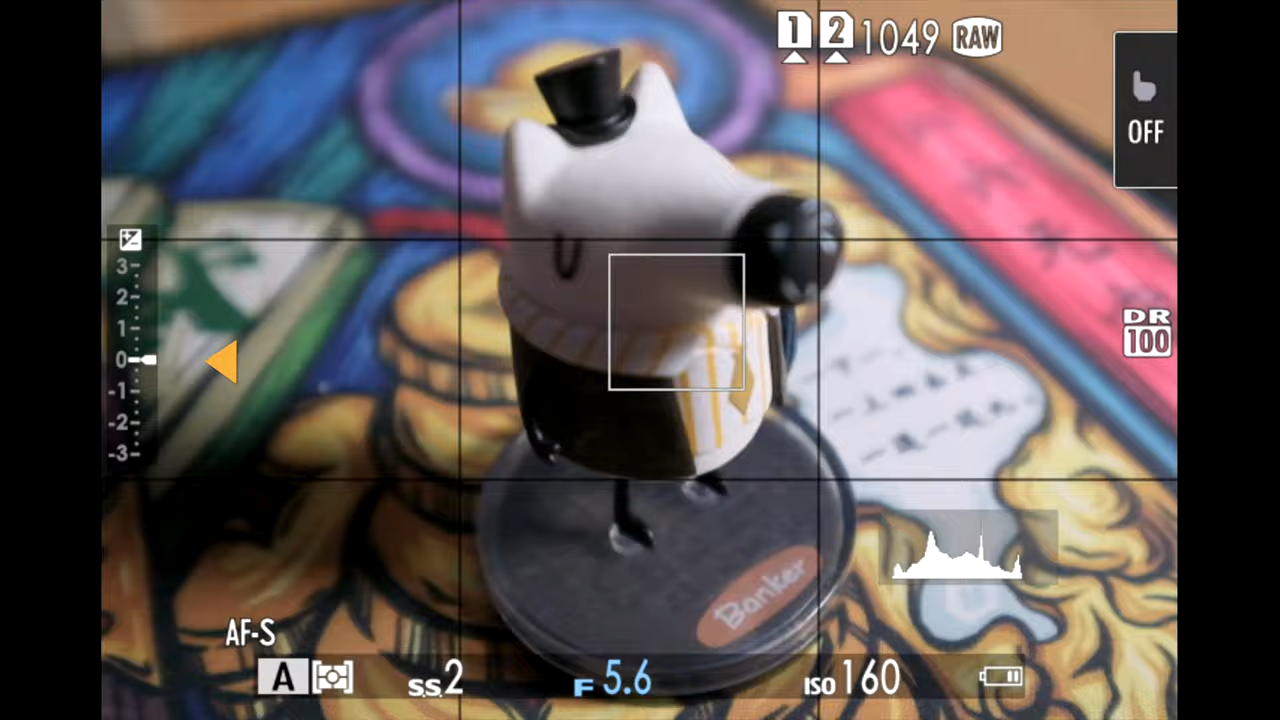 1 2 1049 RAW
OFF
3
2
1
0
-1
-2
-3
DR
100
Banker
AF-S
A S.S. 2 F 5.6 ISO 160